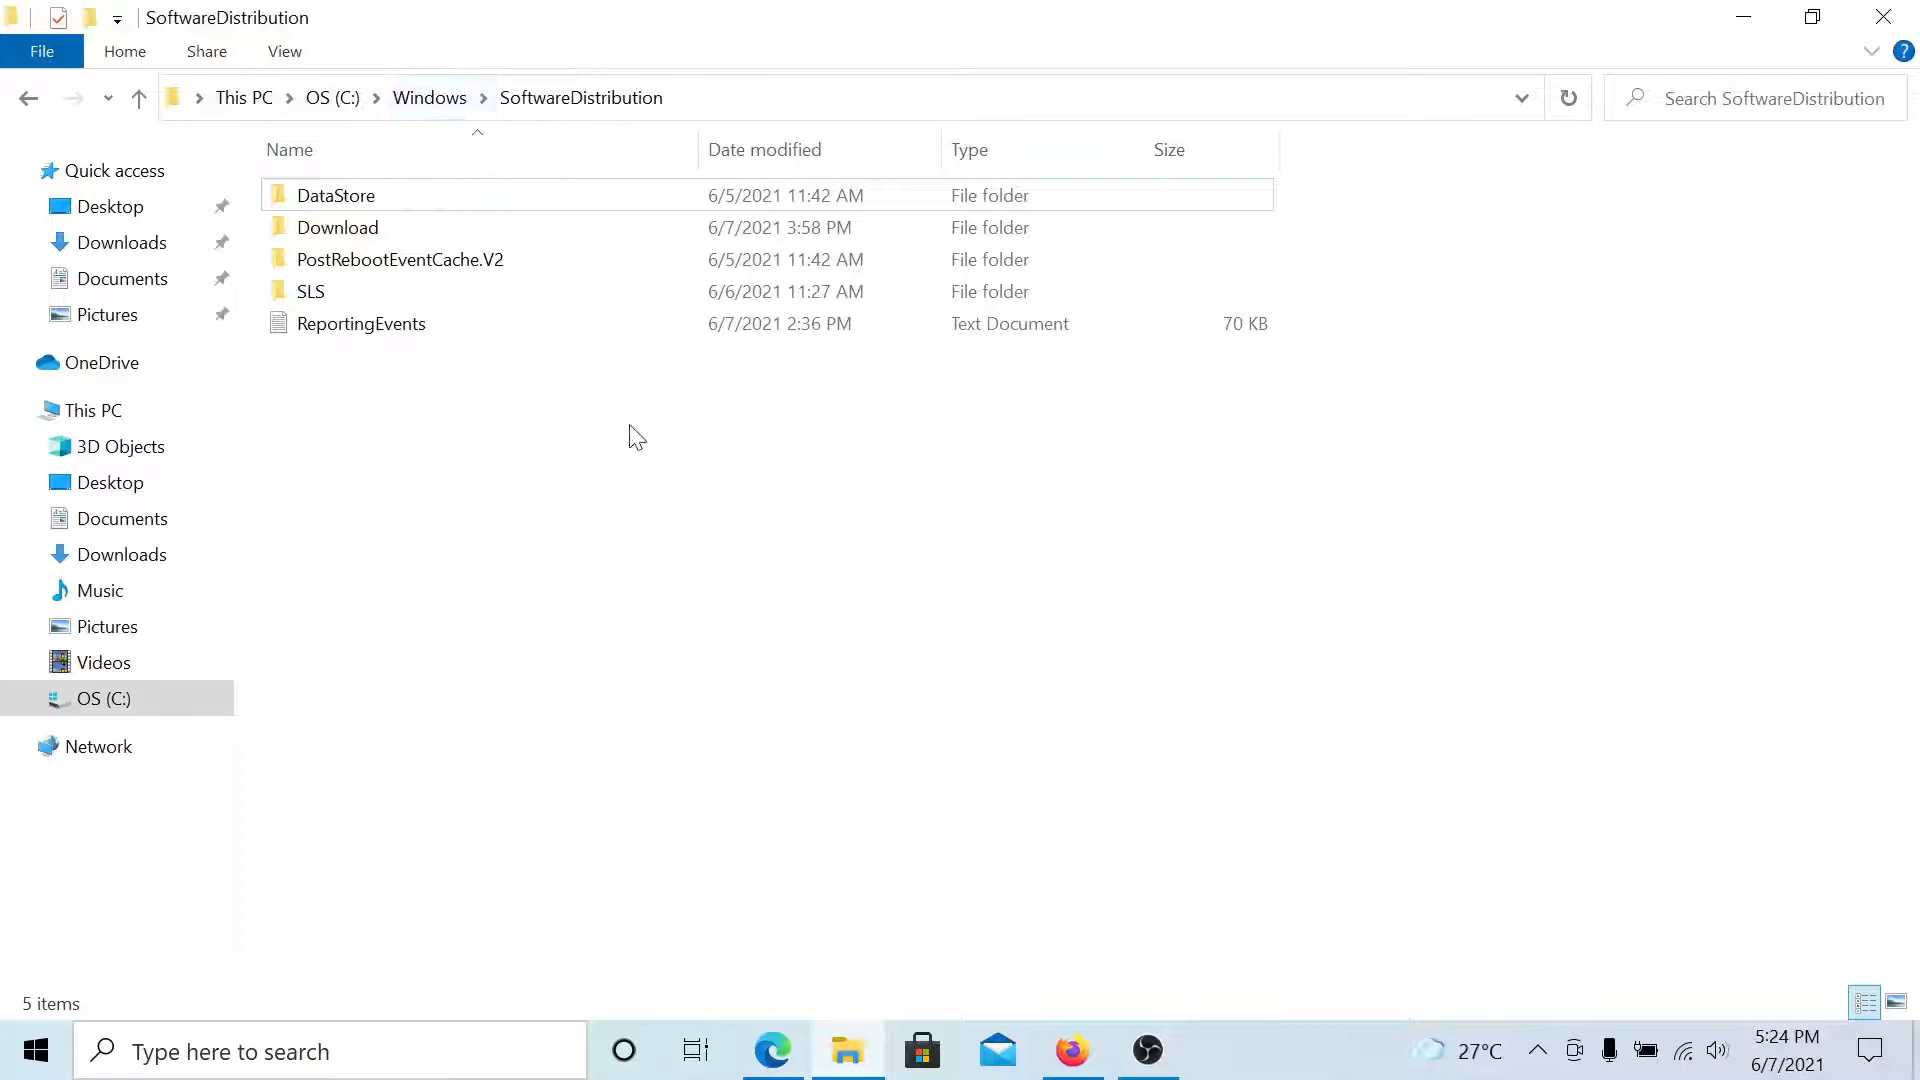 SoftwareDistribution
File Home Share View
This PC OS (C:) Windows SoftwareDistribution
Search SoftwareDistribution
Name Date modified Type Size
Quick access
Desktop
Downloads
Documents
Pictures
OneDrive
This PC
3D Objects
Desktop
Documents
Downloads
Music
Pictures
Videos
OS (C:)
Network
DataStore 6/5/2021 11:42 AM File folder
Download 6/7/2021 3:58 PM File folder
PostRebootEventCache.V2 6/5/2021 11:42 AM File folder
SLS 6/6/2021 11:27 AM File folder
ReportingEvents 6/7/2021 2:36 PM Text Document 70 KB
5 items
Type here to search
27°C
5:24 PM
6/7/2021